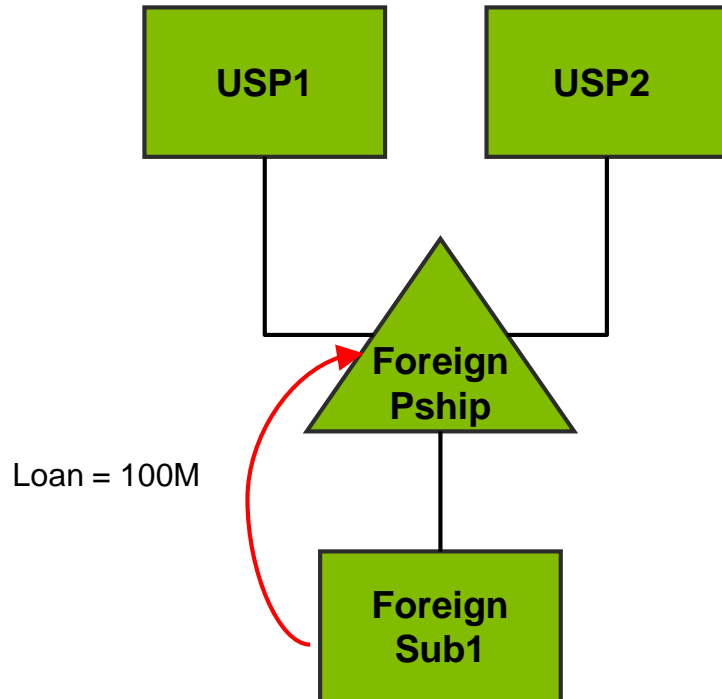 USP1
USP2
Foreign
Pship
Loan = 100M
Foreign
Sub1